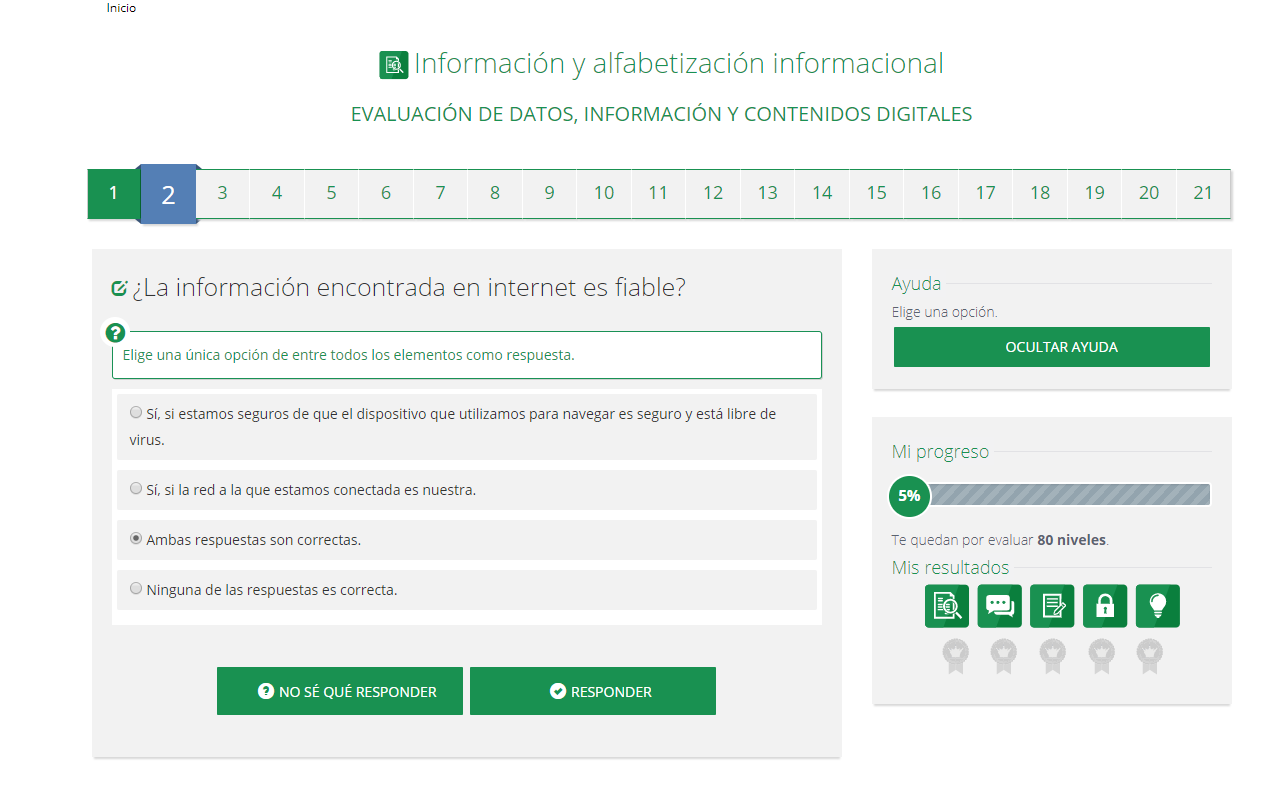 Inicio
Información y alfabetización informacional
EVALUACIÓN DE DATOS, INFORMACIÓN Y CONTENIDOS DIGITALES
1 2 3 4 5 6 7 8 9 10 11 12 13 14 15 16 17 18 19 20 21
¿La información encontrada en internet es fiable?
?
Elige una única opción de entre todos los elementos como respuesta.
Sí, si estamos seguros de que el dispositivo que utilizamos para navegar es seguro y está libre de
virus.
Sí, si la red a la que estamos conectada es nuestra.
Ambas respuestas son correctas.
Ninguna de las respuestas es correcta.
? NO SÉ QUÉ RESPONDER
RESPONDER
Ayuda
Elige una opción.
OCULTAR AYUDA
Mi progreso
5%
Te quedan por evaluar 80 niveles.
Mis resultados